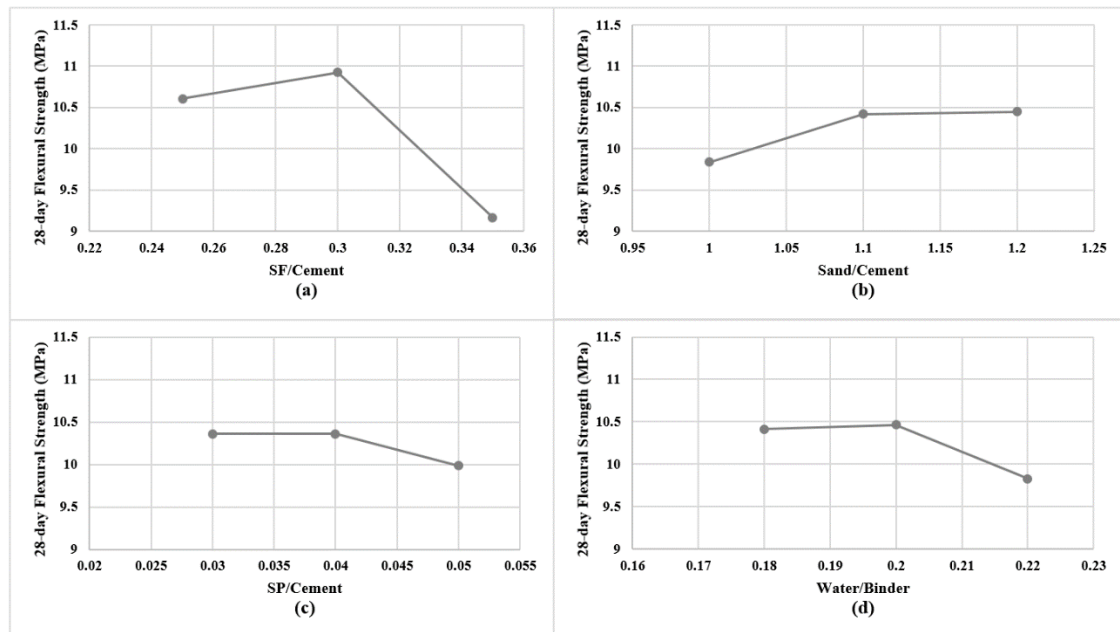 28-day Flexural Strength (MPa)
11.5
11
10.5
10
9.5
9
0.22 0.24 0.26 0.28 0.3 0.32 0.34 0.36
SF/Cement
(a)
28-day Flexural Strength (MPa)
11.5
11
10.5
10
9.5
9
0.95 1 1.05 1.1 1.15 1.2 1.25
Sand/Cement
(b)
28-day Flexural Strength (MPa)
11.5
11
10.5
10
9.5
9
0.02 0.025 0.03 0.035 0.04 0.045 0.05 0.055
SP/Cement
(c)
28-day Flexural Strength (MPa)
11.5
11
10.5
10
9.5
9
0.16 0.17 0.18 0.19 0.2 0.21 0.22 0.23
Water/Binder
(d)